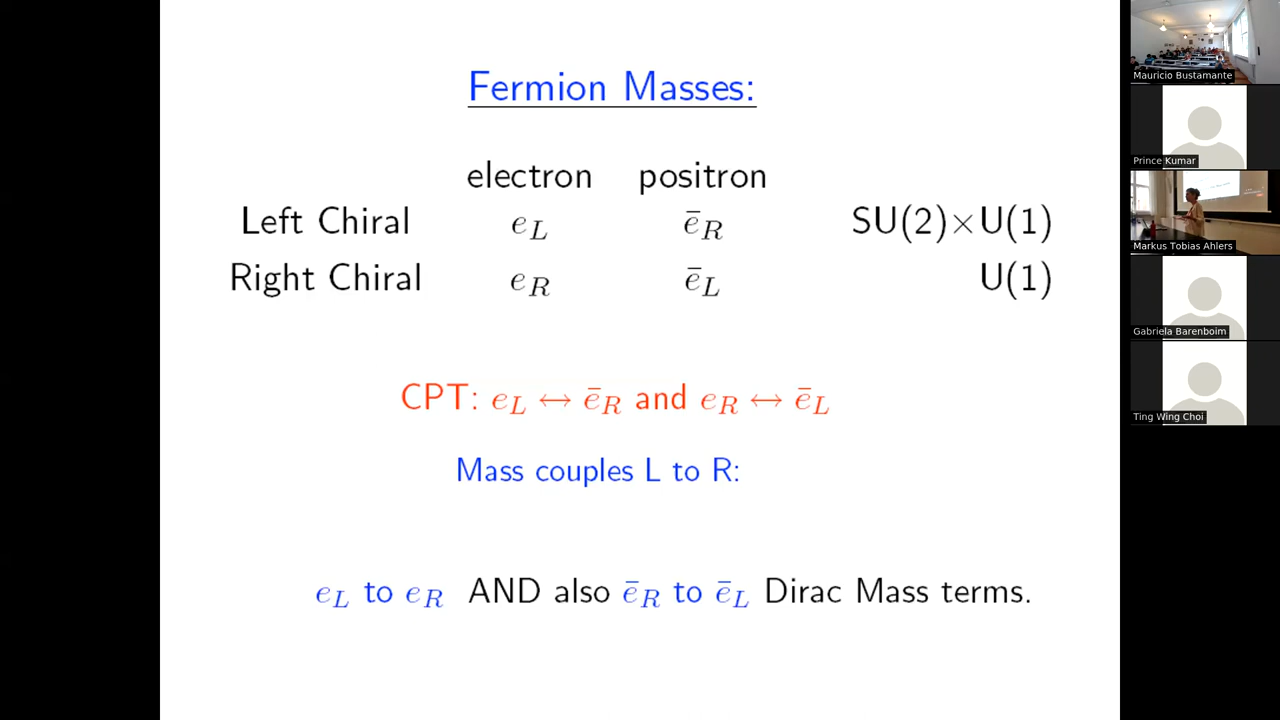 Fermion Masses:
electron positron
Left Chiral e_L ē_R SU(2)×U(1)
Right Chiral e_R ē_L U(1)
CPT: e_L ↔ ē_R and e_R ↔ ē_L
Mass couples L to R:
e_L to e_R AND also ē_R to ē_L Dirac Mass terms.
Mauricio Bustamante
Prince Kumar
Markus Tobias Ahlers
Gabriela Barenboim
Ting Wing Choi